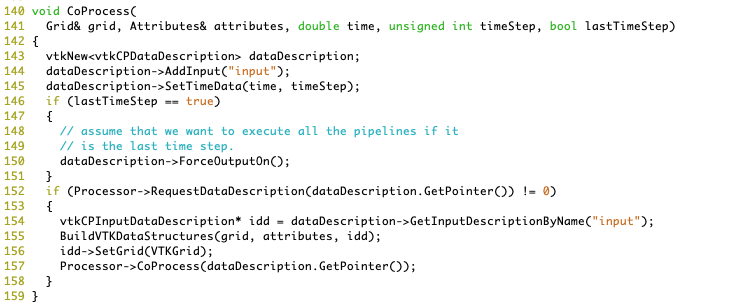 140 void CoProcess(
141   Grid& grid, Attributes& attributes, double time, unsigned int timeStep, bool lastTimeStep)
142 {
143   vtkNew<vtkCPDataDescription> dataDescription;
144   dataDescription->AddInput("input");
145   dataDescription->SetTimeData(time, timeStep);
146   if (lastTimeStep == true)
147   {
148     // assume that we want to execute all the pipelines if it
149     // is the last time step.
150     dataDescription->ForceOutputOn();
151   }
152   if (Processor->RequestDataDescription(dataDescription.GetPointer()) != 0)
153   {
154     vtkCPInputDataDescription* idd = dataDescription->GetInputDescriptionByName("input");
155     BuildVTKDataStructures(grid, attributes, idd);
156     idd->SetGrid(VTKGrid);
157     Processor->CoProcess(dataDescription.GetPointer());
158   }
159 }